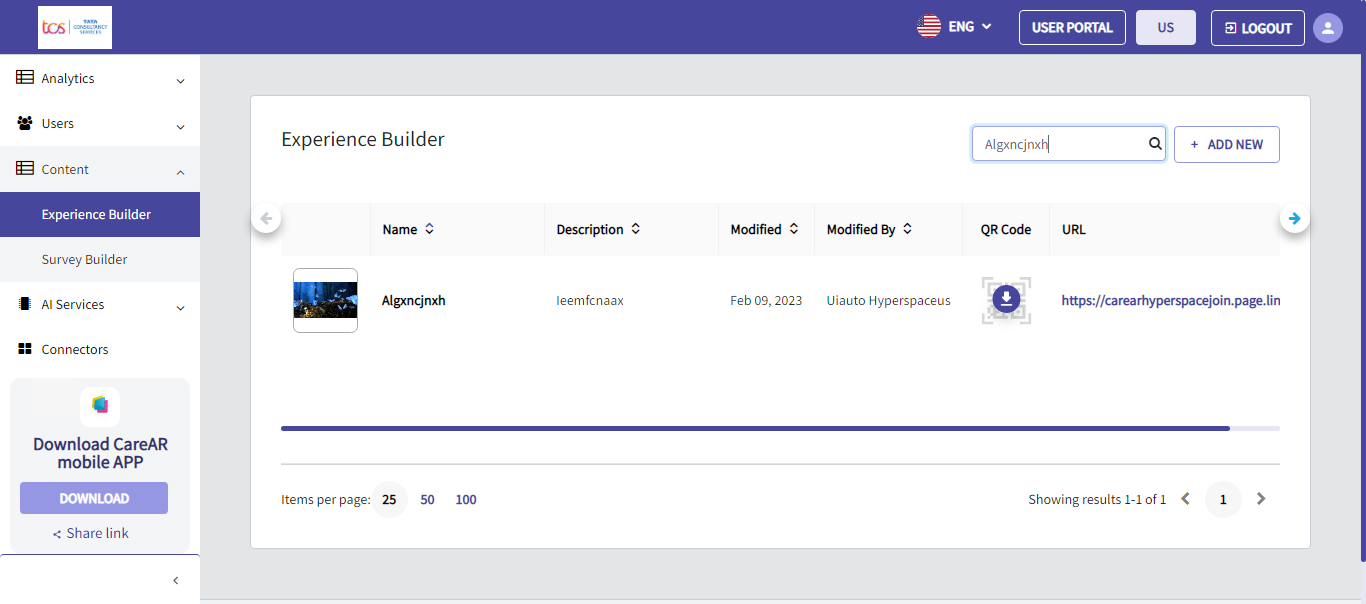 tcs TATA CONSULTANCY SERVICES
ENG
USER PORTAL
US
LOGOUT
Analytics
Users
Content
Experience Builder
Survey Builder
AI Services
Connectors
Download CareAR
mobile APP
DOWNLOAD
Share link
Experience Builder
Algxncjnxh
+ ADD NEW
Name Description Modified Modified By QR Code URL
Algxncjnxh Ieemfcnaax Feb 09, 2023 Uiauto Hyperspaceus https://carearhyperspacejoin.page.lin
Items per page: 25 50 100
Showing results 1-1 of 1 1